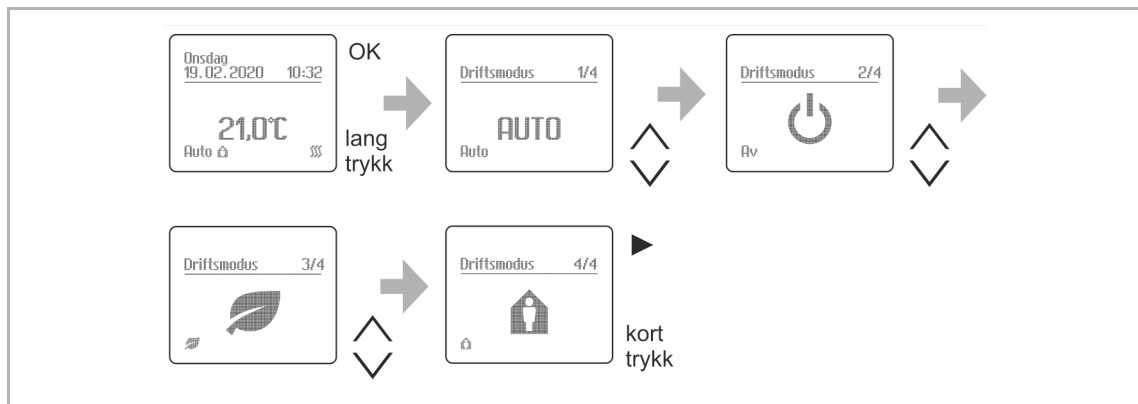 Onsdag
19.02.2020 10:32
21,0°C
Auto
OK
lang
trykk
Driftsmodus 1/4
AUTO
Auto
Driftsmodus 2/4
Av
Driftsmodus 3/4
Driftsmodus 4/4
kort
trykk